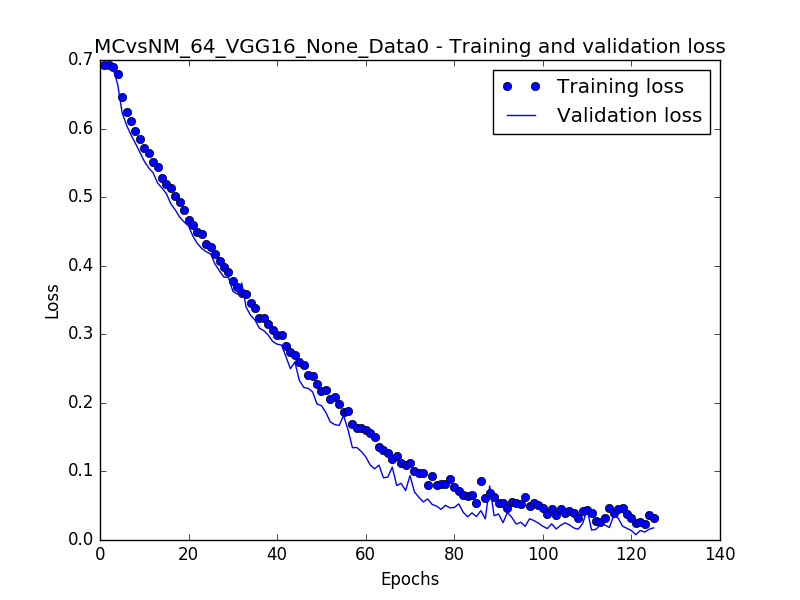 MCvsNM_64_VGG16_None_Data0 - Training and validation loss
Training loss
Validation loss
Loss
0.7
0.6
0.5
0.4
0.3
0.2
0.1
0.0
0 20 40 60 80 100 120 140
Epochs